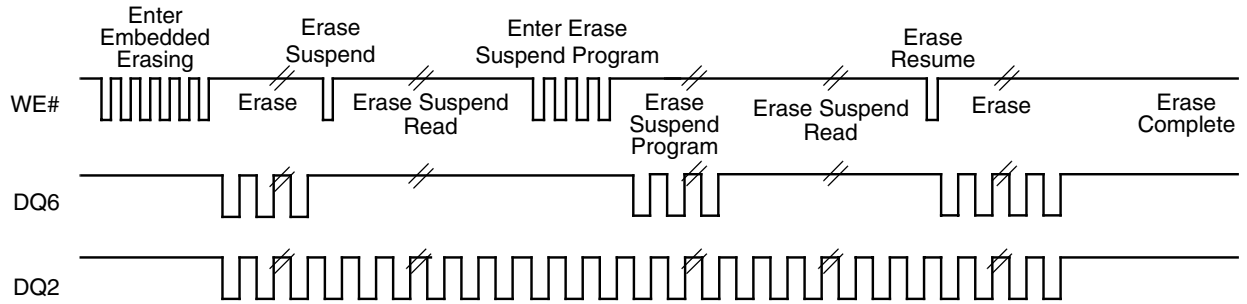 Enter
Embedded
Erasing
Erase
Suspend
Enter Erase
Suspend Program
Erase
Resume
WE#
Erase
Erase Suspend
Read
Erase
Suspend
Program
Erase Suspend
Read
Erase
Erase
Complete
DQ6
DQ2